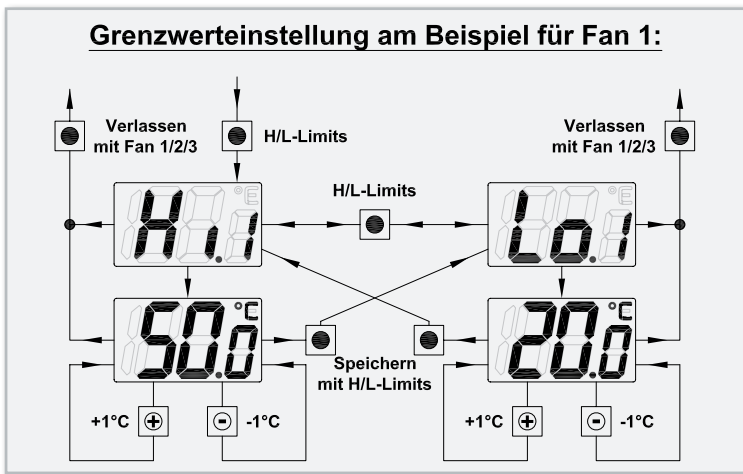 Grenzwerteinstellung am Beispiel für Fan 1:
Verlassen
mit Fan 1/2/3
H/L-Limits
Verlassen
mit Fan 1/2/3
H/L-Limits
Hi.1
Lo.1
50.0 °C
20.0 °C
Speichern
mit H/L-Limits
+1°C + - -1°C
+1°C + - -1°C